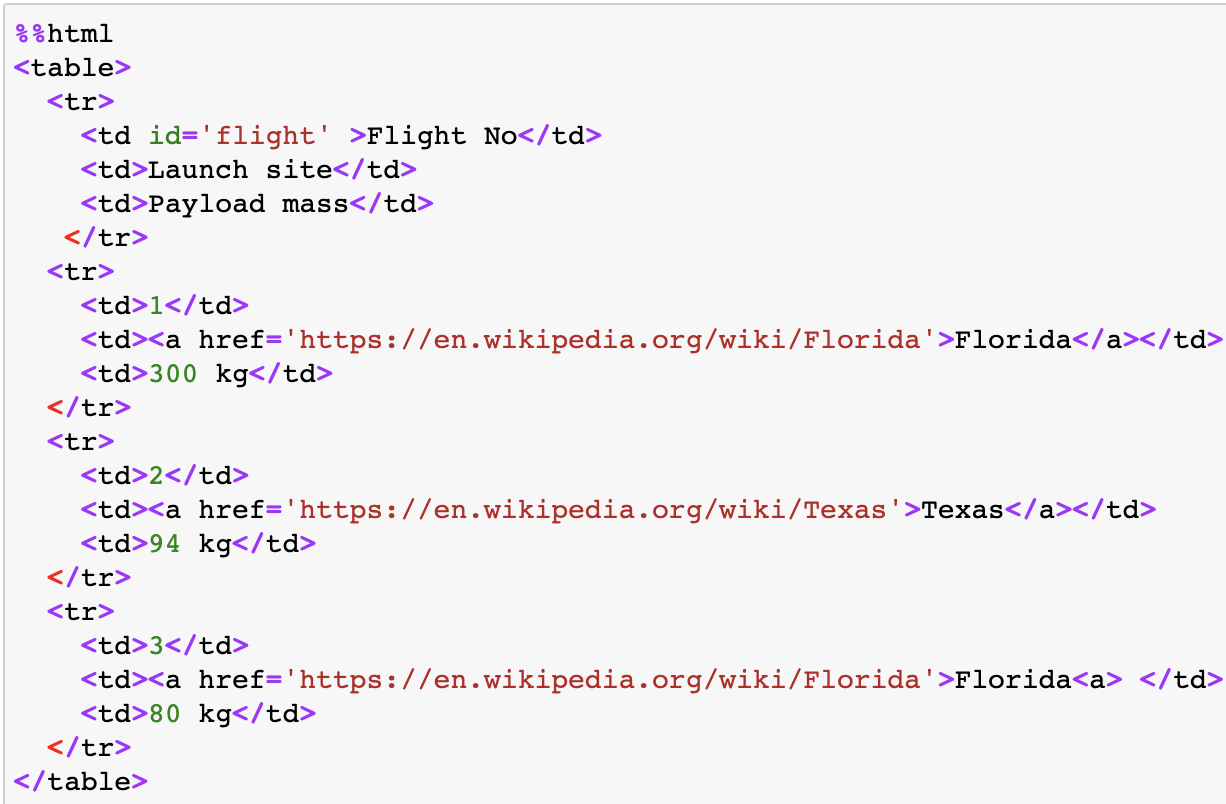 %%html
<table>
  <tr>
    <td id='flight' >Flight No</td>
    <td>Launch site</td>
    <td>Payload mass</td>
   </tr>
  <tr>
    <td>1</td>
    <td><a href='https://en.wikipedia.org/wiki/Florida'>Florida</a></td>
    <td>300 kg</td>
  </tr>
  <tr>
    <td>2</td>
    <td><a href='https://en.wikipedia.org/wiki/Texas'>Texas</a></td>
    <td>94 kg</td>
  </tr>
  <tr>
    <td>3</td>
    <td><a href='https://en.wikipedia.org/wiki/Florida'>Florida<a> </td>
    <td>80 kg</td>
  </tr>
</table>